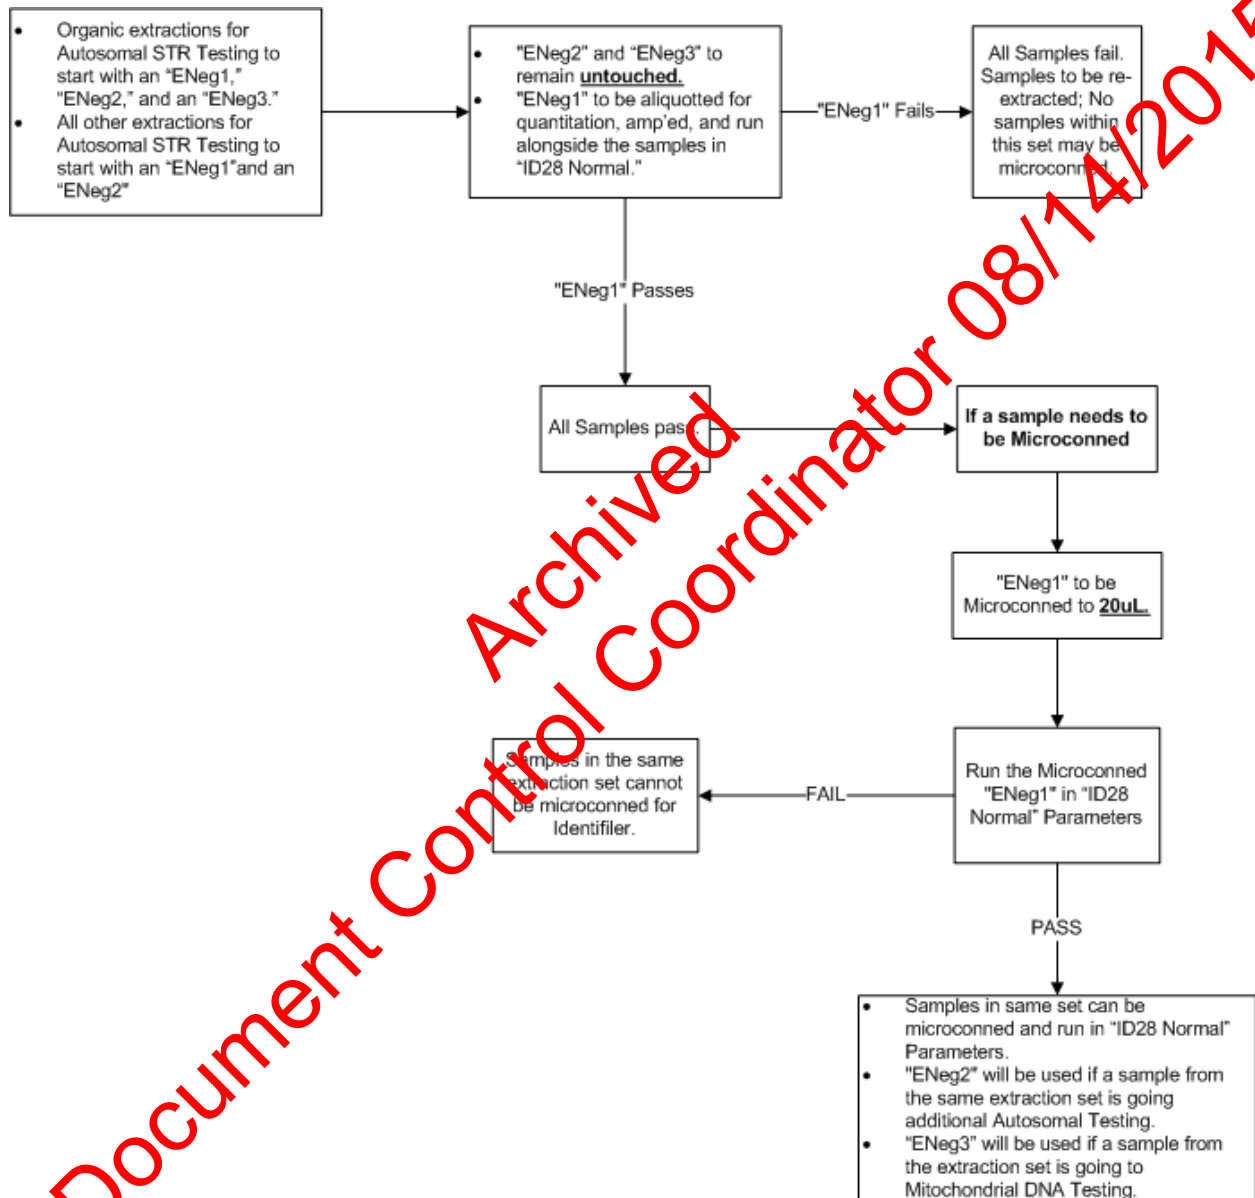 • Organic extractions for
Autosomal STR Testing to
start with an "ENeg1,"
"ENeg2," and an "ENeg3."
• All other extractions for
Autosomal STR Testing to
start with an "ENeg1"and an
"ENeg2"
• "ENeg2" and "ENeg3" to
remain untouched.
• "ENeg1" to be aliquotted for
quantitation, amp'ed, and run
alongside the samples in
"ID28 Normal."
"ENeg1" Fails
All Samples fail.
Samples to be re-
extracted; No
samples within
this set may be
microconned.
"ENeg1" Passes
All Samples pass.
If a sample needs to
be Microconned
"ENeg1" to be
Microconned to 20uL.
Run the Microconned
"ENeg1" in "ID28
Normal" Parameters
FAIL
Samples in the same
extraction set cannot
be microconned for
Identifiler.
PASS
• Samples in same set can be
microconned and run in "ID28 Normal"
Parameters.
• "ENeg2" will be used if a sample from
the same extraction set is going
additional Autosomal Testing.
• "ENeg3" will be used if a sample from
the extraction set is going to
Mitochondrial DNA Testing.
Archived
Document Control Coordinator 08/14/2015